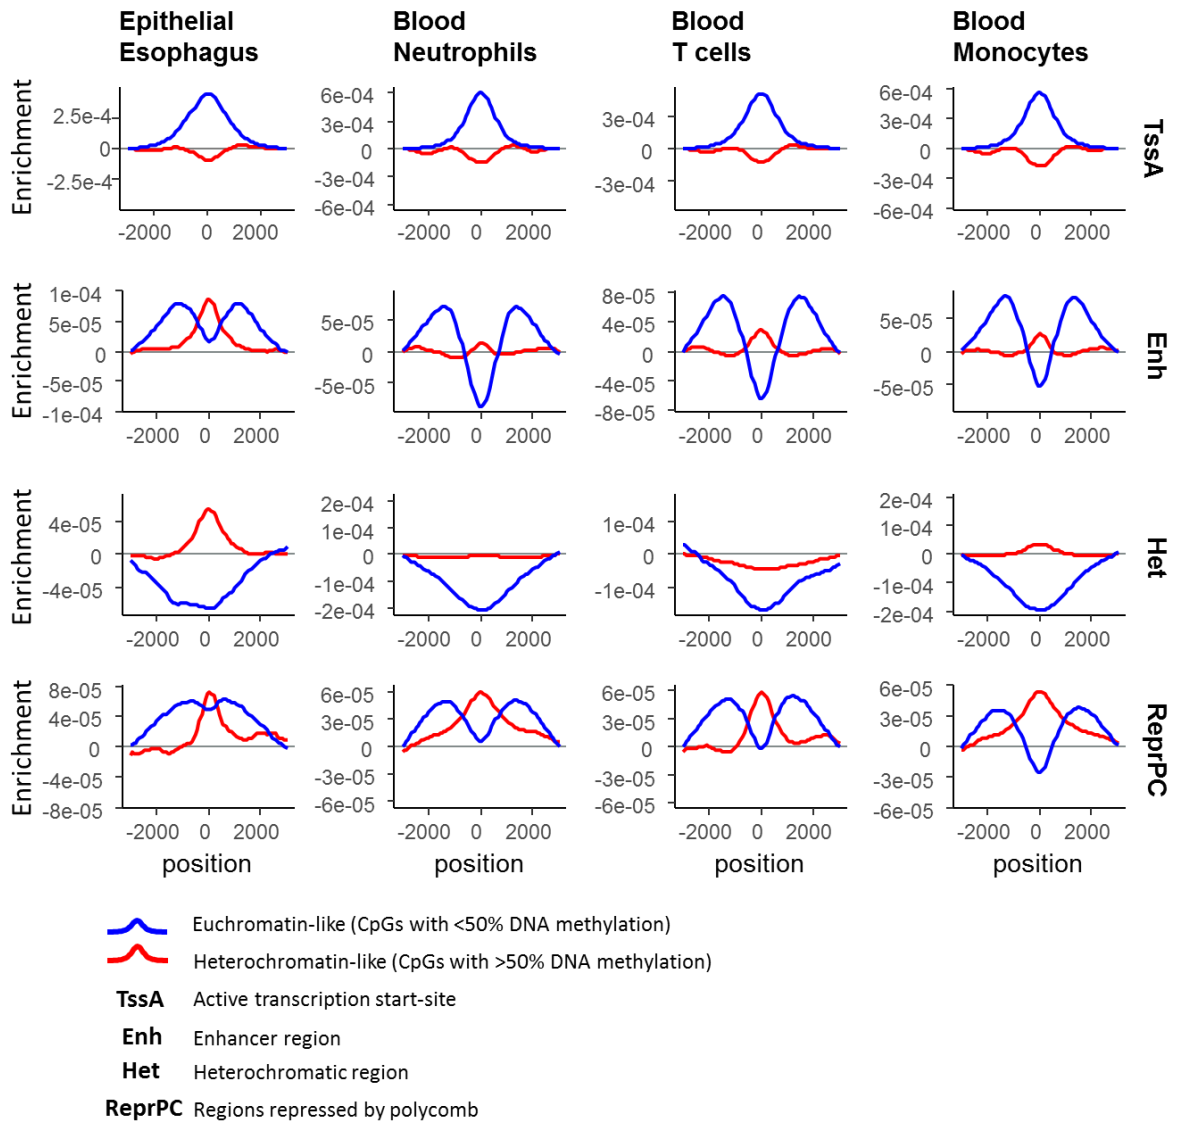 Epithelial Esophagus
Blood Neutrophils
Blood T cells
Blood Monocytes
Enrichment
2.5e-4
0
-2.5e-4
-2000 0 2000
6e-04
3e-04
0
-3e-04
-6e-04
-2000 0 2000
3e-04
0
-3e-04
-2000 0 2000
6e-04
3e-04
0
-3e-04
-6e-04
-2000 0 2000
TssA
Enrichment
1e-04
5e-05
0
-5e-05
-1e-04
-2000 0 2000
5e-05
0
-5e-05
-2000 0 2000
8e-05
4e-05
0
-4e-05
-8e-05
-2000 0 2000
5e-05
0
-5e-05
-2000 0 2000
Enh
Enrichment
4e-05
0
-4e-05
-2000 0 2000
2e-04
1e-04
0
-1e-04
-2e-04
-2000 0 2000
1e-04
0
-1e-04
-2000 0 2000
2e-04
1e-04
0
-1e-04
-2e-04
-2000 0 2000
Het
Enrichment
8e-05
4e-05
0
-4e-05
-8e-05
-2000 0 2000
position
6e-05
3e-05
0
-3e-05
-6e-05
-2000 0 2000
position
6e-05
3e-05
0
-3e-05
-6e-05
-2000 0 2000
position
6e-05
3e-05
0
-3e-05
-6e-05
-2000 0 2000
position
ReprPC
Euchromatin-like (CpGs with <50% DNA methylation)
Heterochromatin-like (CpGs with >50% DNA methylation)
TssA Active transcription start-site
Enh Enhancer region
Het Heterochromatic region
ReprPC Regions repressed by polycomb